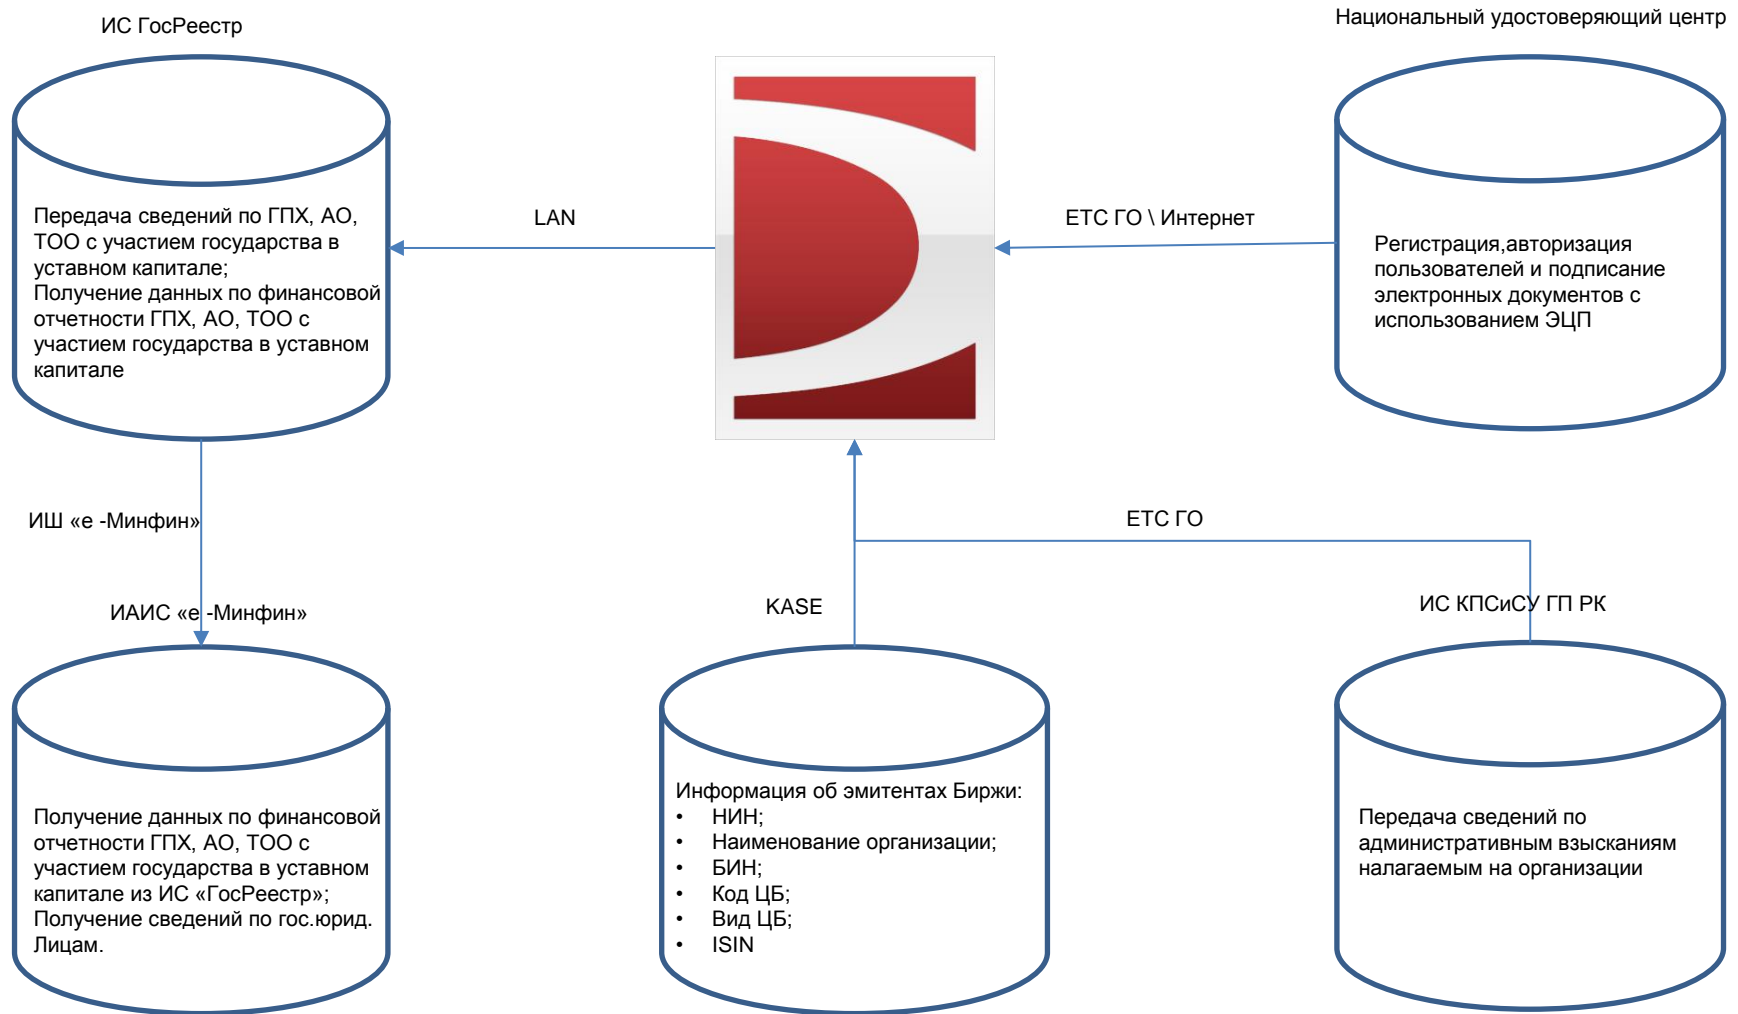 ИС ГосРеестр
Национальный удостоверяющий центр
Передача сведений по ГПХ, АО,
ТОО с участием государства в
уставном капитале;
Получение данных по финансовой
отчетности ГПХ, АО, ТОО с
участием государства в уставном
капитале
LAN
ЕТС ГО \ Интернет
Регистрация,авторизация
пользователей и подписание
электронных документов с
использованием ЭЦП
ИШ «е -Минфин»
ЕТС ГО
ИАИС «е -Минфин»
KASE
ИС КПСиСУ ГП РК
Получение данных по финансовой
отчетности ГПХ, АО, ТОО с
участием государства в уставном
капитале из ИС «ГосРеестр»;
Получение сведений по гос.юрид.
Лицам.
Информация об эмитентах Биржи:
• НИН;
• Наименование организации;
• БИН;
• Код ЦБ;
• Вид ЦБ;
• ISIN
Передача сведений по
административным взысканиям
налагаемым на организации